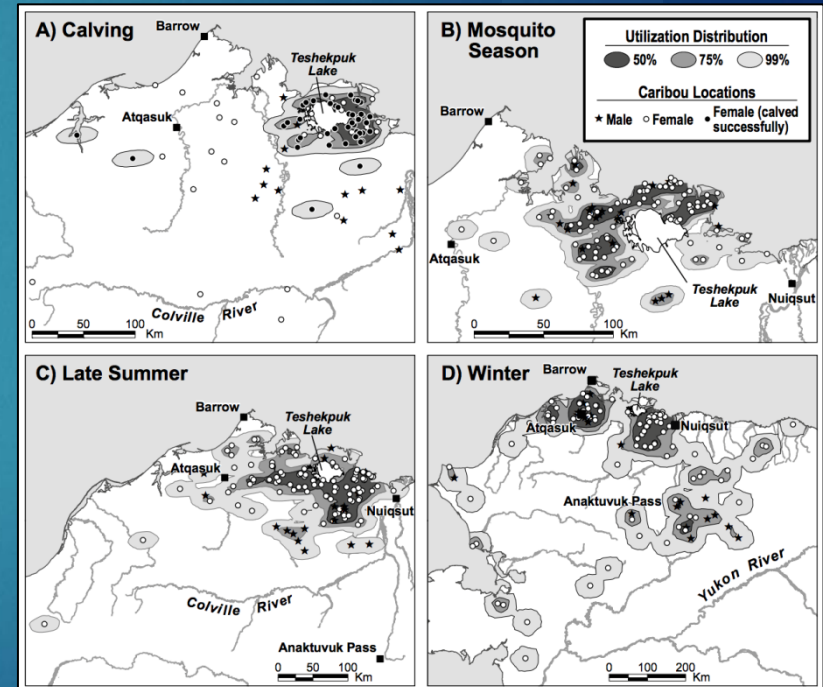 A) Calving
Barrow
Teshekpuk
Lake
Atqasuk
Colville River
0 50 100
Km
B) Mosquito
Season
Utilization Distribution
50% 75% 99%
Caribou Locations
Male Female Female (calved
successfully)
Barrow
Atqasuk
Teshekpuk
Lake
Nuiqsut
0 50 100
Km
C) Late Summer
Barrow
Teshekpuk
Lake
Atqasuk
Nuiqsut
Colville River
Anaktuvuk Pass
0 50 100
Km
D) Winter
Barrow
Teshekpuk
Lake
Atqasuk
Nuiqsut
Anaktuvuk Pass
Yukon River
0 100 200
Km